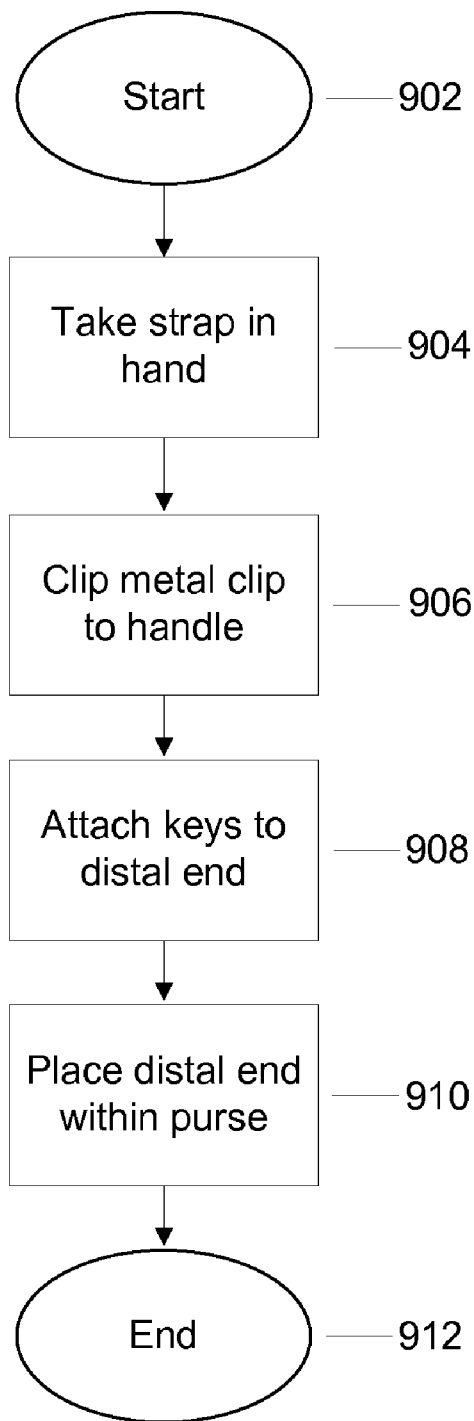 Start
902
Take strap in
hand
904
Clip metal clip
to handle
906
Attach keys to
distal end
908
Place distal end
within purse
910
End
912